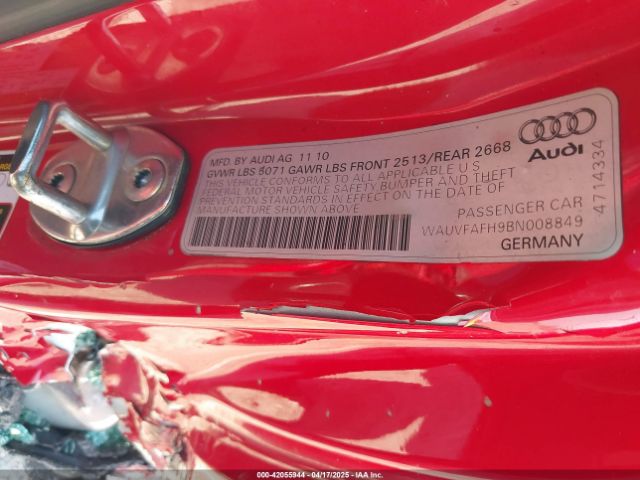 MFD. BY AUDI AG 11 10
GVWR LBS 5071 GAWR LBS FRONT 2513/REAR 2668
THIS VEHICLE CONFORMS TO ALL APPLICABLE U S
FEDERAL MOTOR VEHICLE SAFETY BUMPER AND THEFT
PREVENTION STANDARDS IN EFFECT ON THE DATE OF
MANUFACTURE SHOWN ABOVE
Audi
4714334
PASSENGER CAR
WAUVFAFH9BN008849
GERMANY
000-42055944 - 04/17/2025 - IAA Inc.